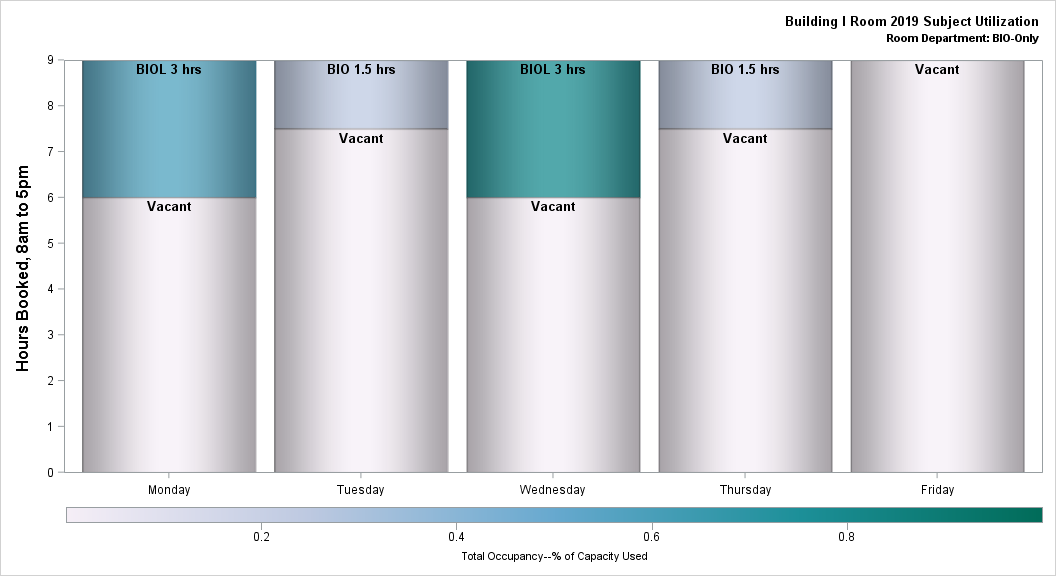 Building I Room 2019 Subject Utilization
Room Department: BIO-Only
Hours Booked, 8am to 5pm
9
8
7
6
5
4
3
2
1
0
BIOL 3 hrs
Vacant
BIO 1.5 hrs
Vacant
BIOL 3 hrs
Vacant
BIO 1.5 hrs
Vacant
Vacant
Monday
Tuesday
Wednesday
Thursday
Friday
0.2
0.4
0.6
0.8
Total Occupancy--% of Capacity Used